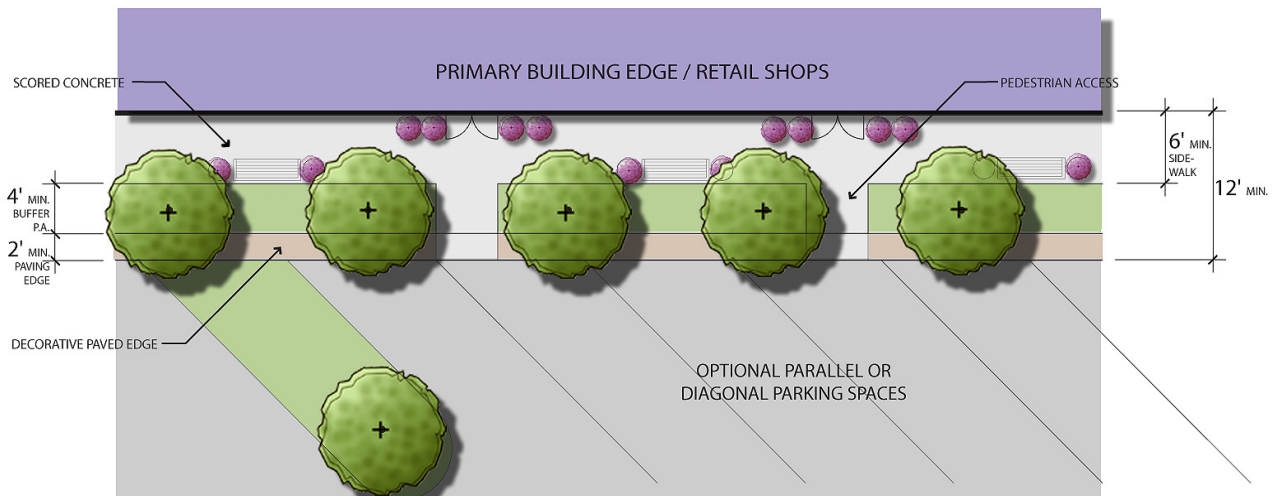 PRIMARY BUILDING EDGE / RETAIL SHOPS
SCORED CONCRETE
PEDESTRIAN ACCESS
6' MIN.
SIDE-
WALK
12' MIN.
4' MIN.
BUFFER
P.A.
2' MIN.
PAVING
EDGE
DECORATIVE PAVED EDGE
OPTIONAL PARALLEL OR
DIAGONAL PARKING SPACES